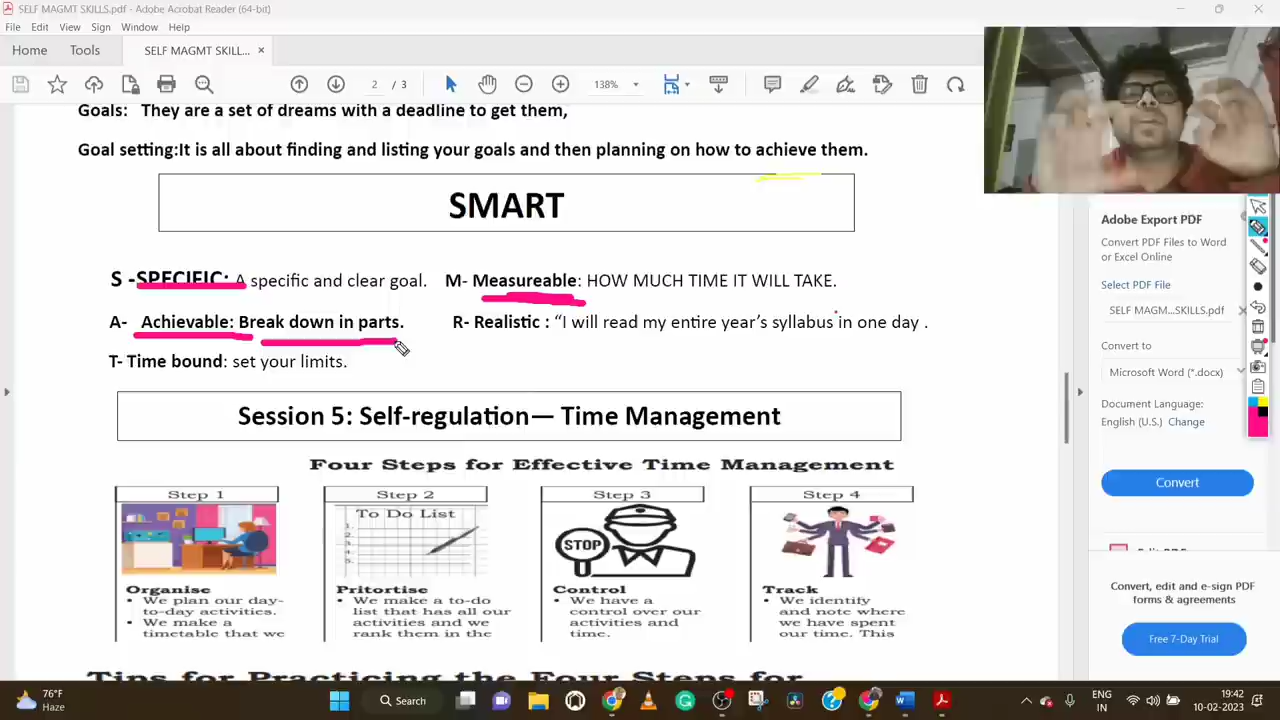 SELF MAGMT SKILLS.pdf - Adobe Acrobat Reader (64-bit)
File Edit View Sign Window Help
Home Tools SELF MAGMT SKILL... ×
2 / 3 138%
Goals: They are a set of dreams with a deadline to get them,
Goal setting:It is all about finding and listing your goals and then planning on how to achieve them.
SMART
S -SPECIFIC: A specific and clear goal. M- Measureable: HOW MUCH TIME IT WILL TAKE.
A- Achievable: Break down in parts. R- Realistic : “I will read my entire year’s syllabus in one day .
T- Time bound: set your limits.
Session 5: Self-regulation— Time Management
Four Steps for Effective Time Management
Step 1 Step 2 Step 3 Step 4
To Do List
STOP
Organise
We plan our day-
to-day activities.
We make a
timetable that we
Pritortise
We make a to-do
list that has all our
activities and we
rank them in the
Control
We have a
control over our
activities and
time.
Track
We identify
and note where
we have spent
our time. This
Tips for Practicing the Four Steps for
Adobe Export PDF
Convert PDF Files to Word
or Excel Online
Select PDF File
SELF MAGM...SKILLS.pdf
Convert to
Microsoft Word (*.docx)
Document Language:
English (U.S.) Change
Convert
Edit PDF
Convert, edit and e-sign PDF
forms & agreements
Free 7-Day Trial
76°F
Haze
Search
ENG
IN
19:42
10-02-2023